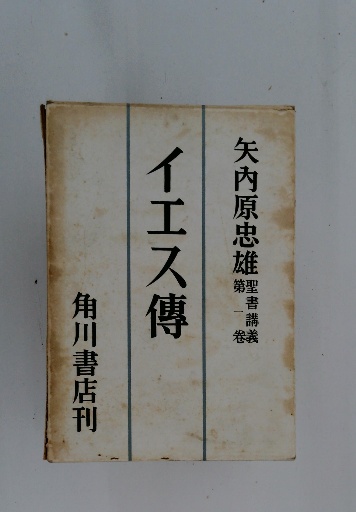 矢内原忠雄
聖書講義
第一卷
イエス傳
角川書店刊